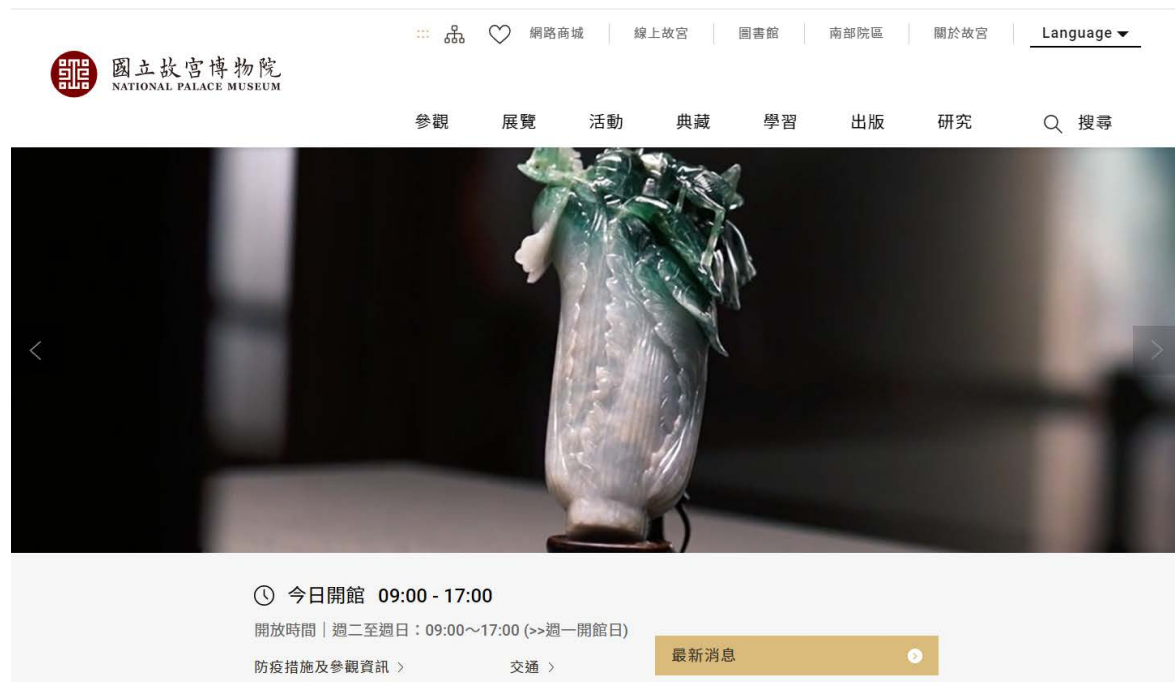 ::: 網路商城 線上故宮 圖書館 南部院區 關於故宮 Language
國立故宮博物院
NATIONAL PALACE MUSEUM
參觀 展覽 活動 典藏 學習 出版 研究 搜尋
今日開館 09:00 - 17:00
開放時間｜週二至週日：09:00～17:00 (>>週一開館日)
防疫措施及參觀資訊 交通
最新消息